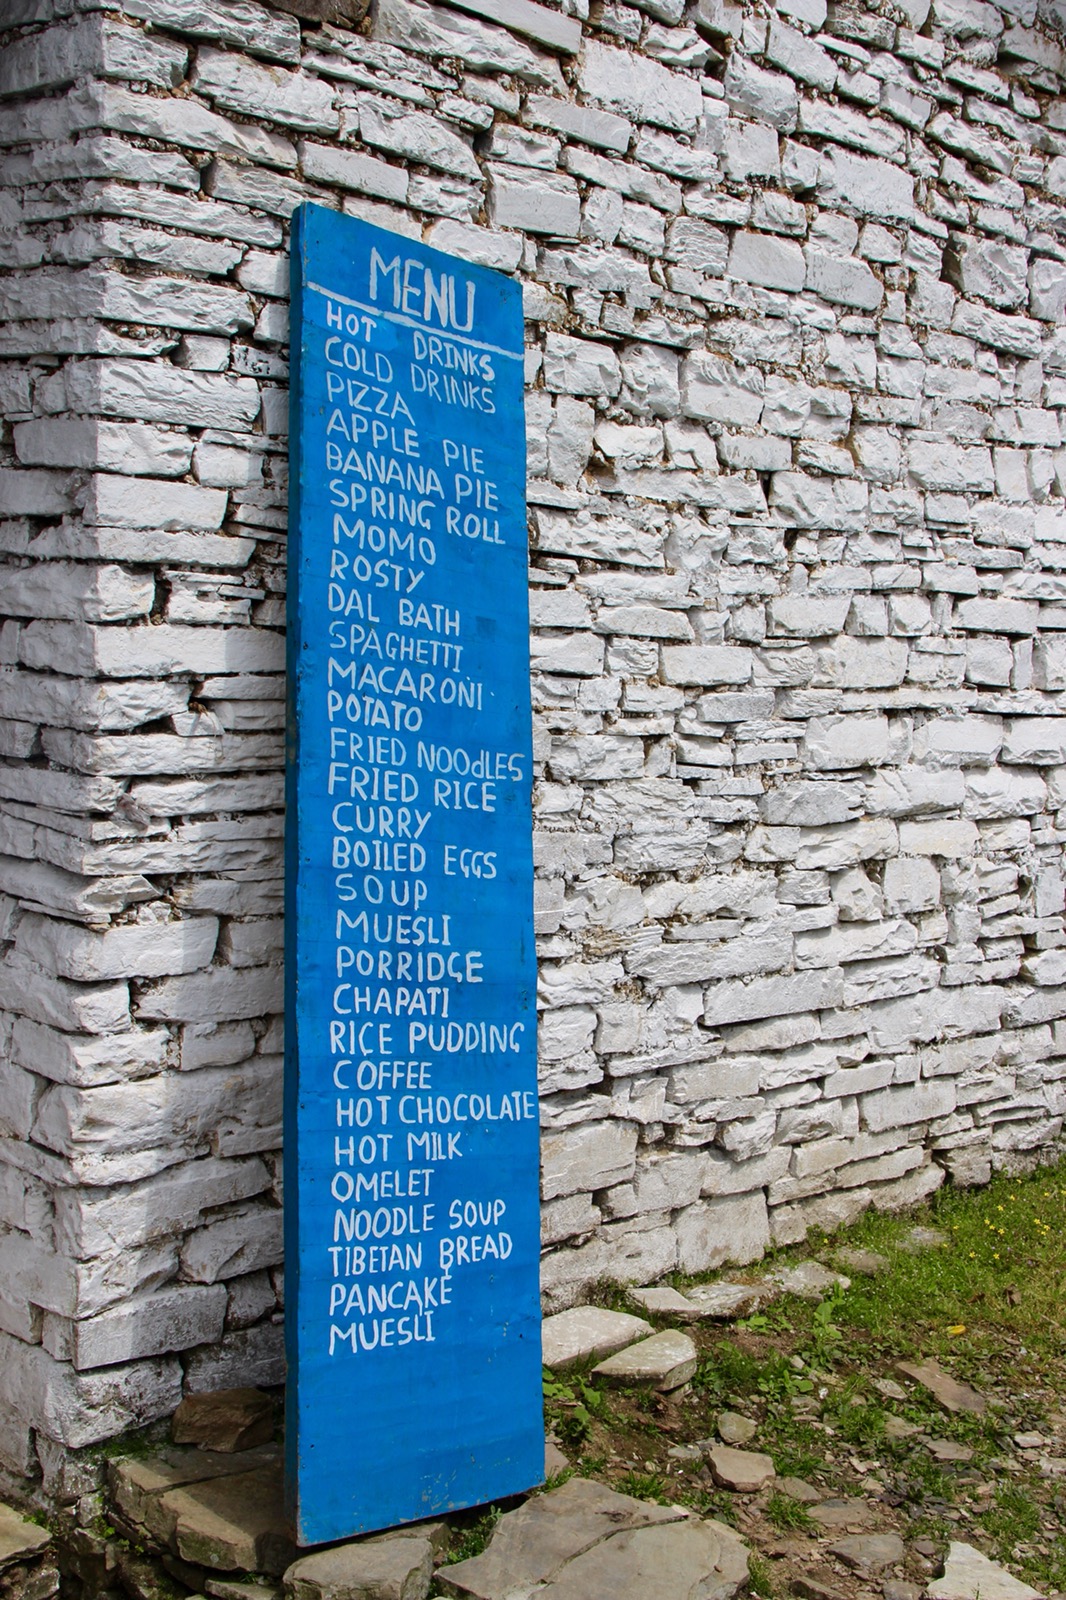 MENU
HOT DRINKS
COLD DRINKS
PIZZA
APPLE PIE
BANANA PIE
SPRING ROLL
MOMO
ROSTY
DAL BATH
SPAGHETTI
MACARONI
POTATO
FRIED NOODLES
FRIED RICE
CURRY
BOILED EGGS
SOUP
MUESLI
PORRIDGE
CHAPATI
RICE PUDDING
COFFEE
HOT CHOCOLATE
HOT MILK
OMELET
NOODLE SOUP
TIBETAN BREAD
PANCAKE
MUESLI